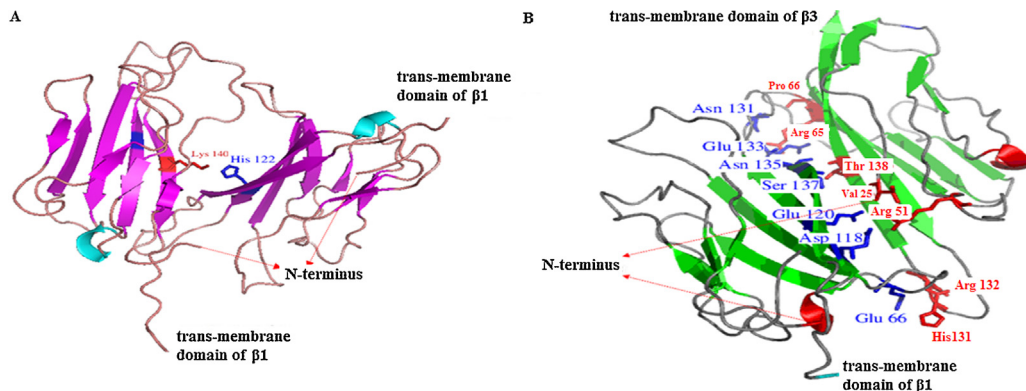 A
trans-membrane
domain of β1
Lys 140
His 122
N-terminus
trans-membrane
domain of β1
B
trans-membrane domain of β3
Pro 66
Asn 131
Arg 65
Glu 133
Asn 135
Thr 138
Ser 137
Val 25
Glu 120
Arg 51
Asp 118
N-terminus
Arg 132
Glu 66
His131
trans-membrane
domain of β1